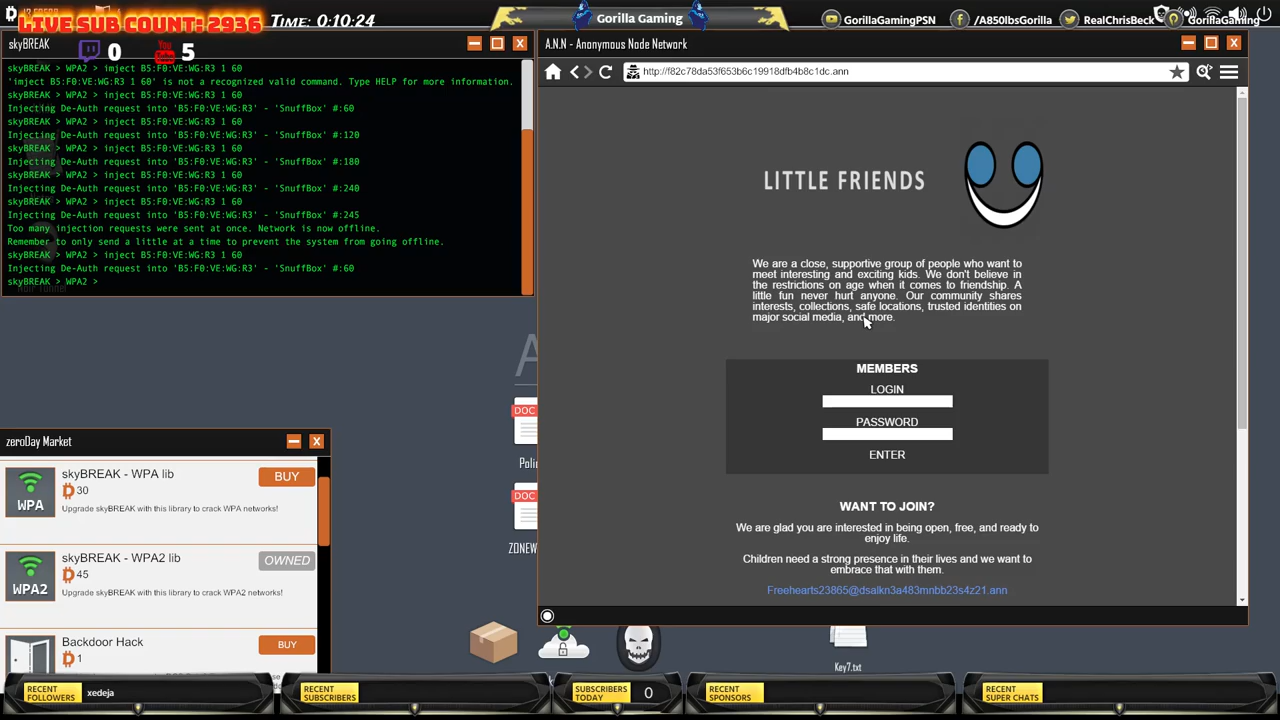 LIVE SUB COUNT: 2936
TIME: 0:10:24
0
5
Gorilla Gaming
GorillaGamingPSN
/A850lbsGorilla
RealChrisBeck
GorillaGaming
skyBREAK
skyBREAK > WPA2 > imject B5:F0:VE:WG:R3 1 60
'imject B5:F0:VE:WG:R3 1 60' is not a recognized valid command. Type HELP for more information.
skyBREAK > WPA2 > inject B5:F0:VE:WG:R3 1 60
Injecting De-Auth request into 'B5:F0:VE:WG:R3' - 'SnuffBox' #:60
skyBREAK > WPA2 > inject B5:F0:VE:WG:R3 1 60
Injecting De-Auth request into 'B5:F0:VE:WG:R3' - 'SnuffBox' #:120
skyBREAK > WPA2 > inject B5:F0:VE:WG:R3 1 60
Injecting De-Auth request into 'B5:F0:VE:WG:R3' - 'SnuffBox' #:180
skyBREAK > WPA2 > inject B5:F0:VE:WG:R3 1 60
Injecting De-Auth request into 'B5:F0:VE:WG:R3' - 'SnuffBox' #:240
skyBREAK > WPA2 > inject B5:F0:VE:WG:R3 1 60
Injecting De-Auth request into 'B5:F0:VE:WG:R3' - 'SnuffBox' #:245
Too many injection requests were sent at once. Network is now offline.
Remember to only send a little at a time to prevent the system from going offline.
skyBREAK > WPA2 > inject B5:F0:VE:WG:R3 1 60
Injecting De-Auth request into 'B5:F0:VE:WG:R3' - 'SnuffBox' #:60
skyBREAK > WPA2 >
A.N.N - Anonymous Node Network
http://f82c78da53f653b6c19918dfb4b8c1dc.ann
LITTLE FRIENDS
We are a close, supportive group of people who want to
meet interesting and exciting kids. We don't believe in
the restrictions on age when it comes to friendship. A
little fun never hurt anyone. Our community shares
interests, collections, safe locations, trusted identities on
major social media, and more.
MEMBERS
LOGIN
PASSWORD
ENTER
WANT TO JOIN?
We are glad you are interested in being open, free, and ready to
enjoy life.
Children need a strong presence in their lives and we want to
embrace that with them.
Freehearts23865@dsalkn3a483mnbb23s4z21.ann
A
DOC
Polic
DOC
ZONEW
Key7.txt
zeroDay Market
skyBREAK - WPA lib
BUY
30
WPA
Upgrade skyBREAK with this library to crack WPA networks!
skyBREAK - WPA2 lib
OWNED
45
WPA2
Upgrade skyBREAK with this library to crack WPA2 networks!
Backdoor Hack
BUY
1
RECENT
FOLLOWERS
xedeja
RECENT
SUBSCRIBERS
SUBSCRIBERS
TODAY
0
RECENT
SPONSORS
RECENT
SUPER CHATS